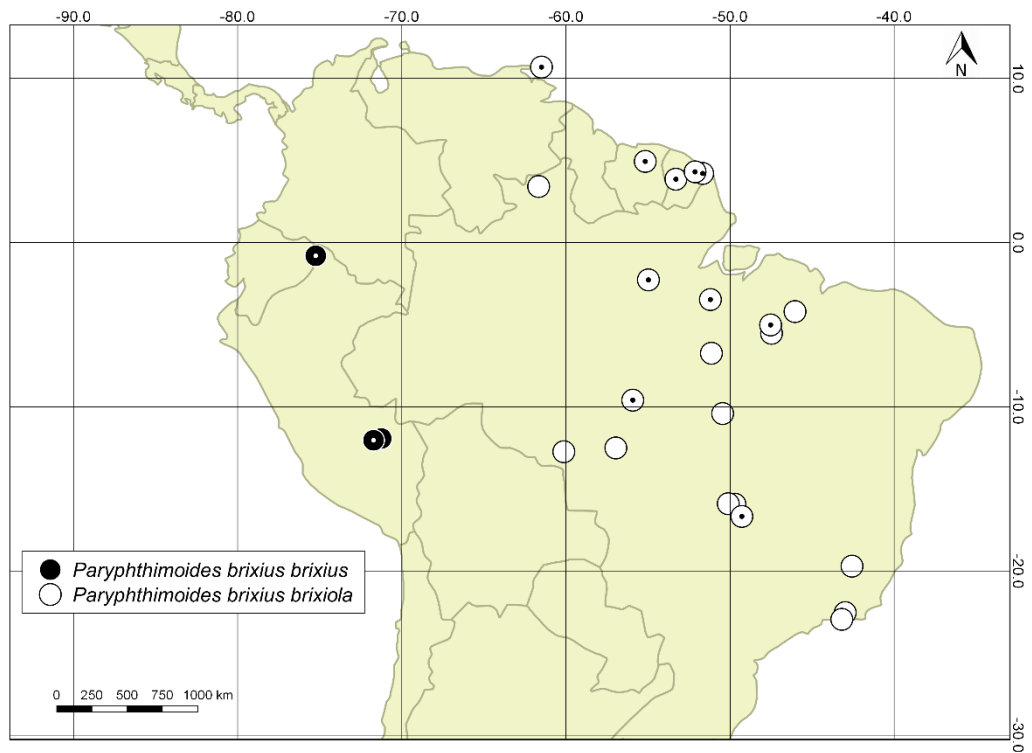 -90.0 -80.0 -70.0 -60.0 -50.0 -40.0
N
10.0
0.0
-10.0
Paryphthimoides brixius brixius
Paryphthimoides brixius brixiola
-20.0
0 250 500 750 1000 km
-30.0